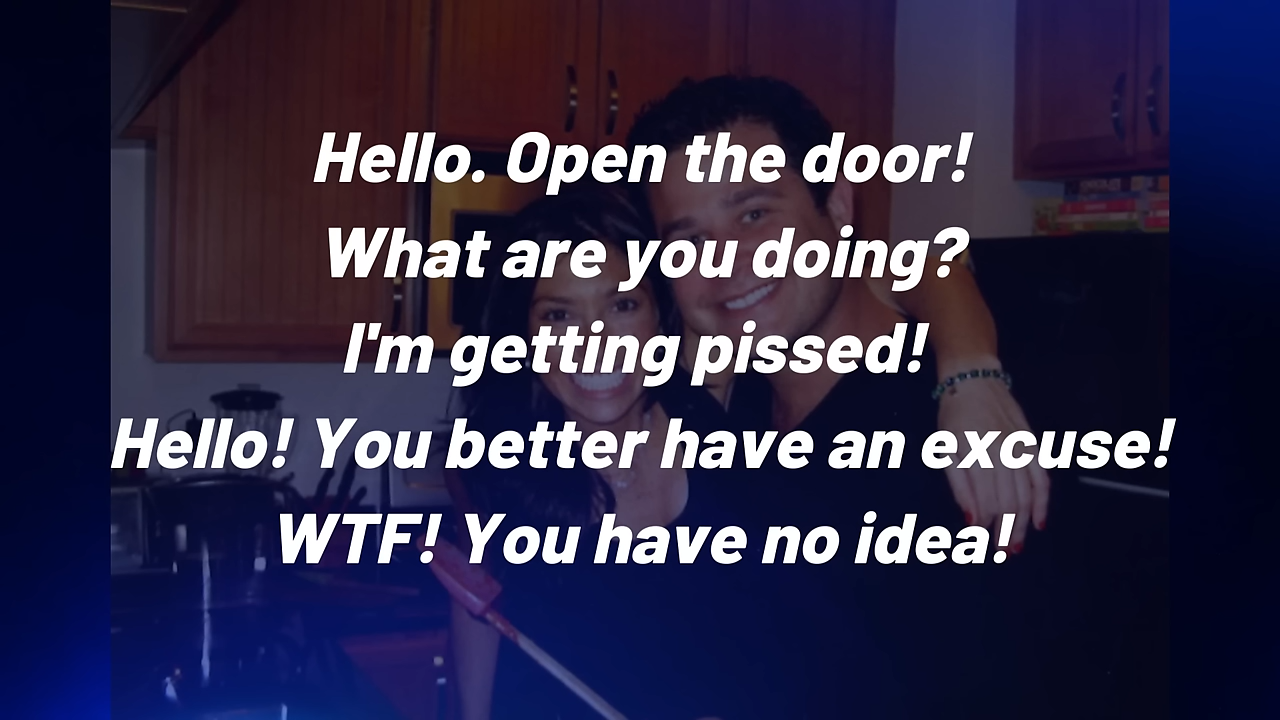 Hello. Open the door!
What are you doing?
I'm getting pissed!
Hello! You better have an excuse!
WTF! You have no idea!